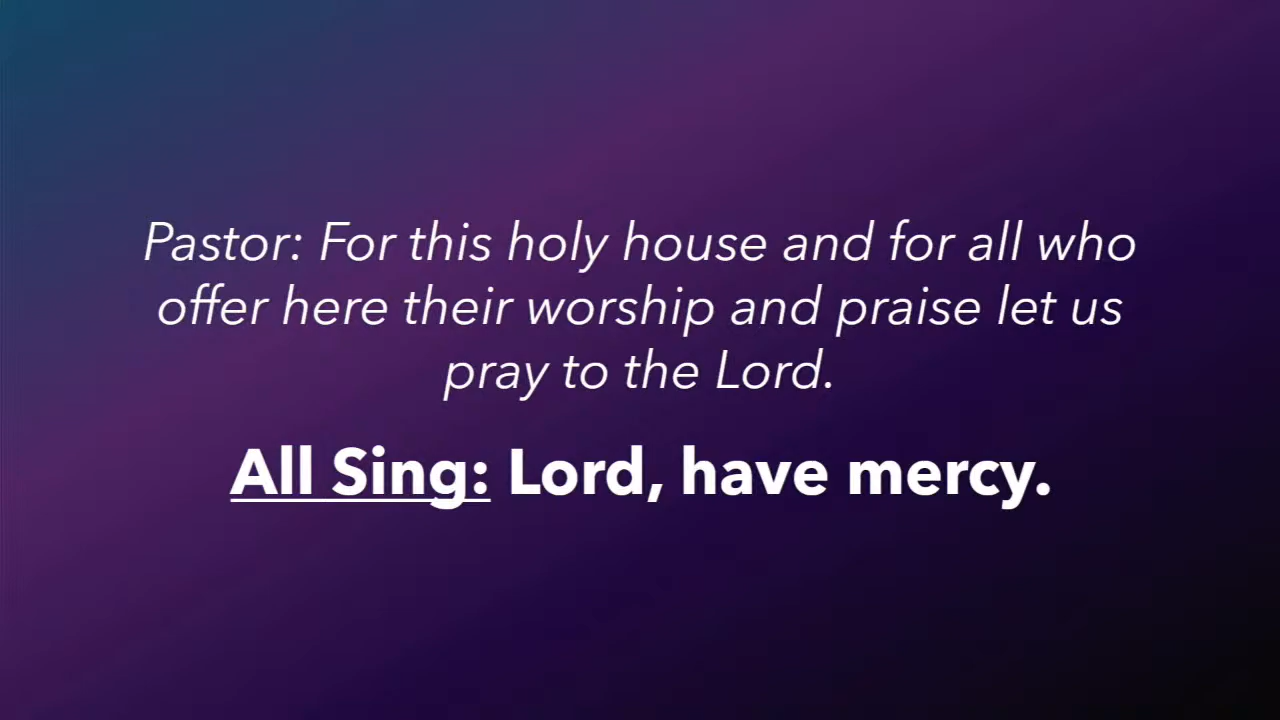 Pastor: For this holy house and for all who
offer here their worship and praise let us
pray to the Lord.
All Sing: Lord, have mercy.